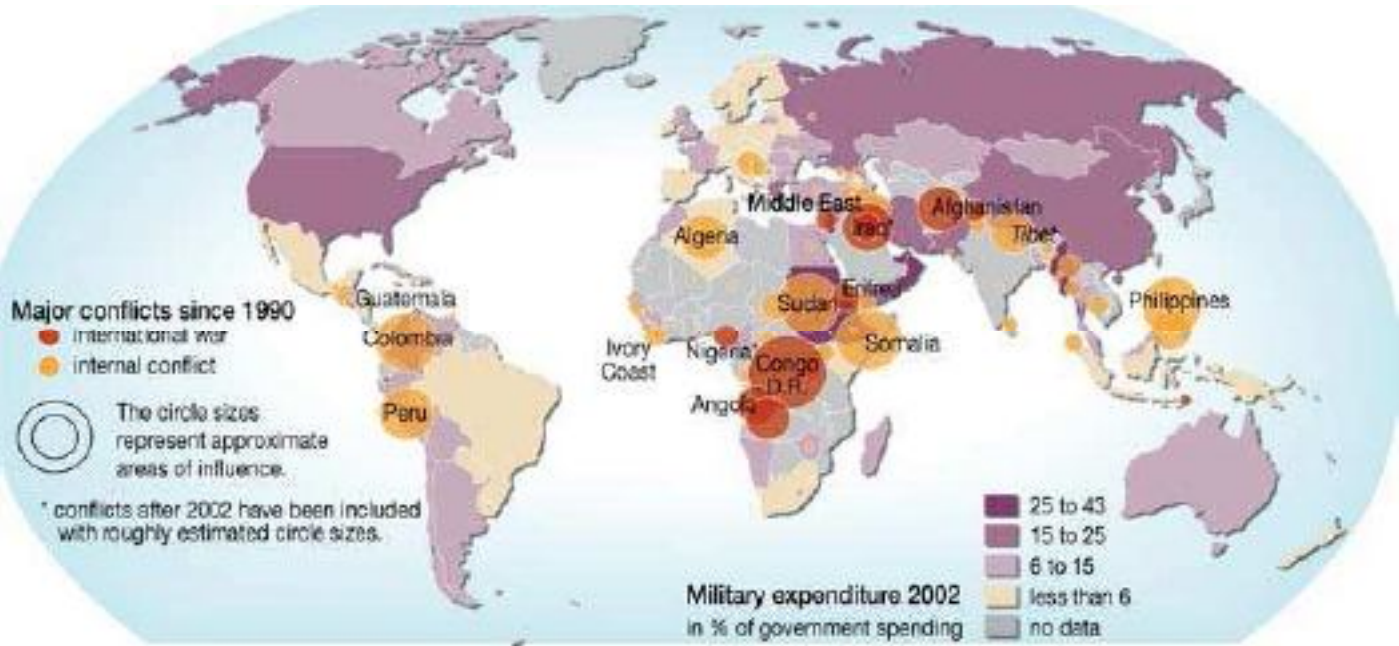 Middle East
Afghanistan
Iraq*
Tibet
Algeria
Guatemala
Major conflicts since 1990
international war
internal conflict
Colombia
Sudan
Eritrea
Philippines
Ivory
Coast
Nigeria*
Somalia
Congo
D.R.
Angola
Peru
The circle sizes
represent approximate
areas of influence.
* conflicts after 2002 have been included
with roughly estimated circle sizes.
25 to 43
15 to 25
6 to 15
less than 6
no data
Military expenditure 2002
in % of government spending